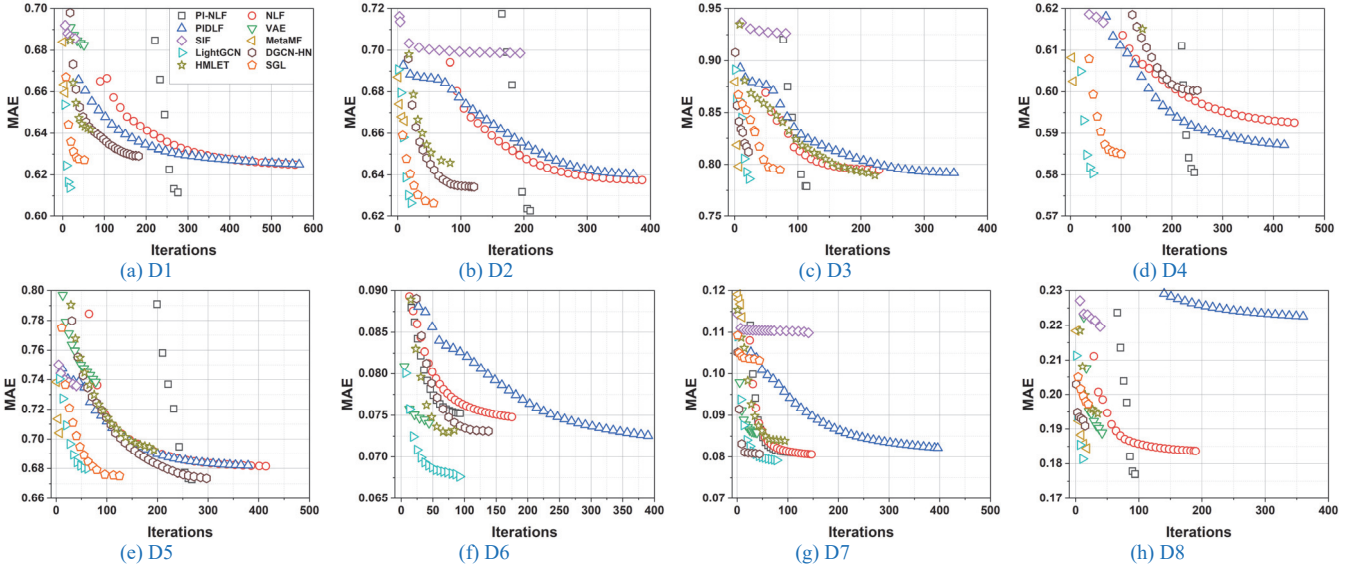 0.70
0.68
0.66
0.64
0.62
0.60
MAE
0 100 200 300 400 500 600
Iterations
PI-NLF NLF
PIDLF VAE
SIF MetaMF
LightGCN DGCN-HN
HMLET SGL
(a) D1
0.72
0.70
0.68
0.66
0.64
0.62
MAE
0 100 200 300 400
Iterations
(b) D2
0.95
0.90
0.85
0.80
0.75
MAE
0 100 200 300 400
Iterations
(c) D3
0.62
0.61
0.60
0.59
0.58
0.57
MAE
0 100 200 300 400 500
Iterations
(d) D4
0.80
0.78
0.76
0.74
0.72
0.70
0.68
0.66
MAE
0 100 200 300 400 500
Iterations
(e) D5
0.090
0.085
0.080
0.075
0.070
0.065
MAE
0 50 100 150 200 250 300 350 400
Iterations
(f) D6
0.12
0.11
0.10
0.09
0.08
0.07
MAE
0 100 200 300 400 500
Iterations
(g) D7
0.23
0.22
0.21
0.20
0.19
0.18
0.17
MAE
0 100 200 300 400
Iterations
(h) D8